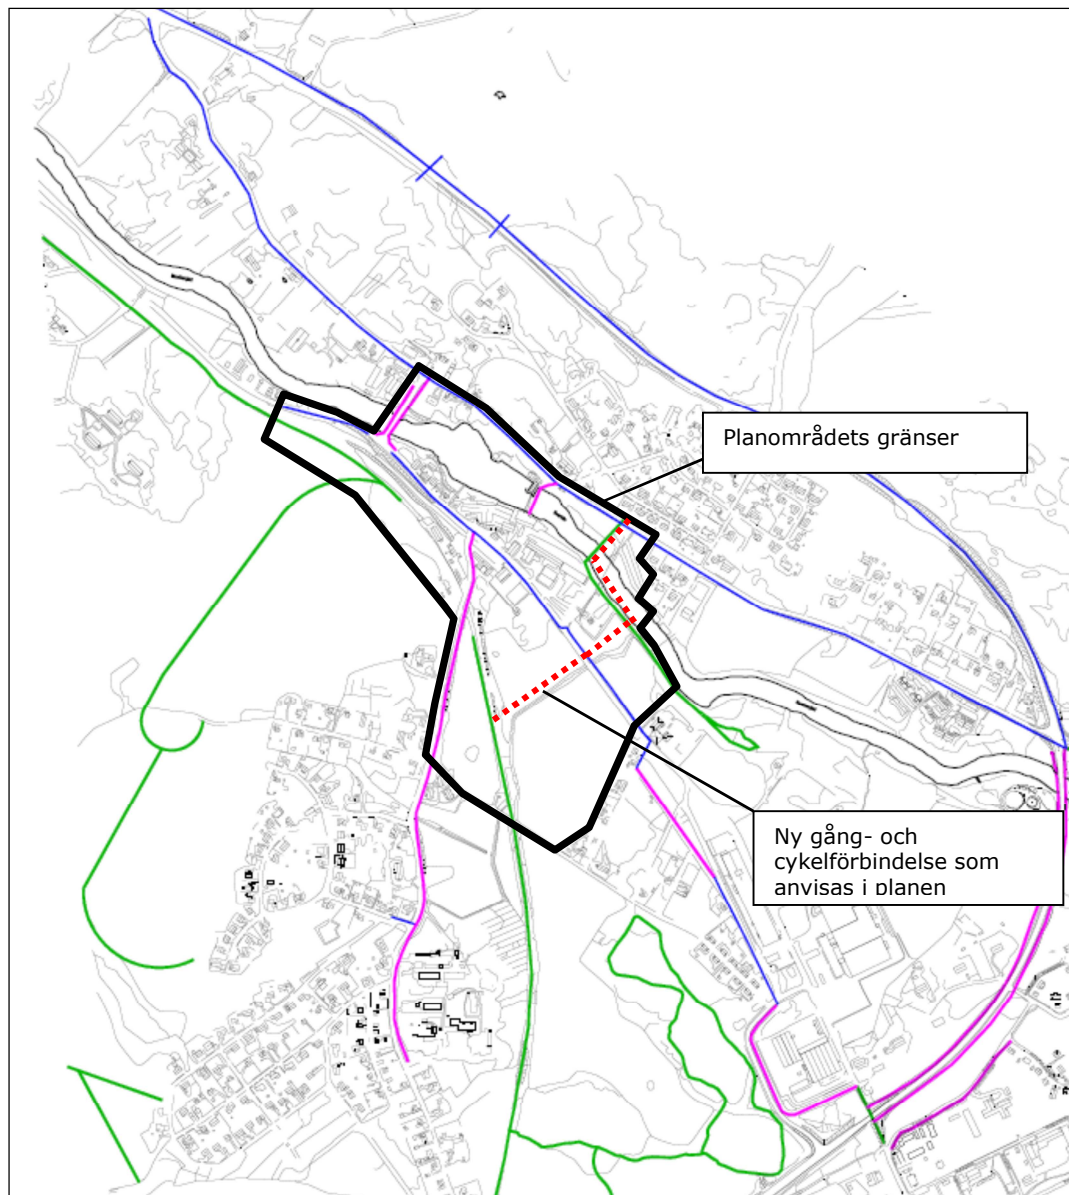 Planområdets gränser
Ny gång- och
cykelförbindelse som
anvisas i planen